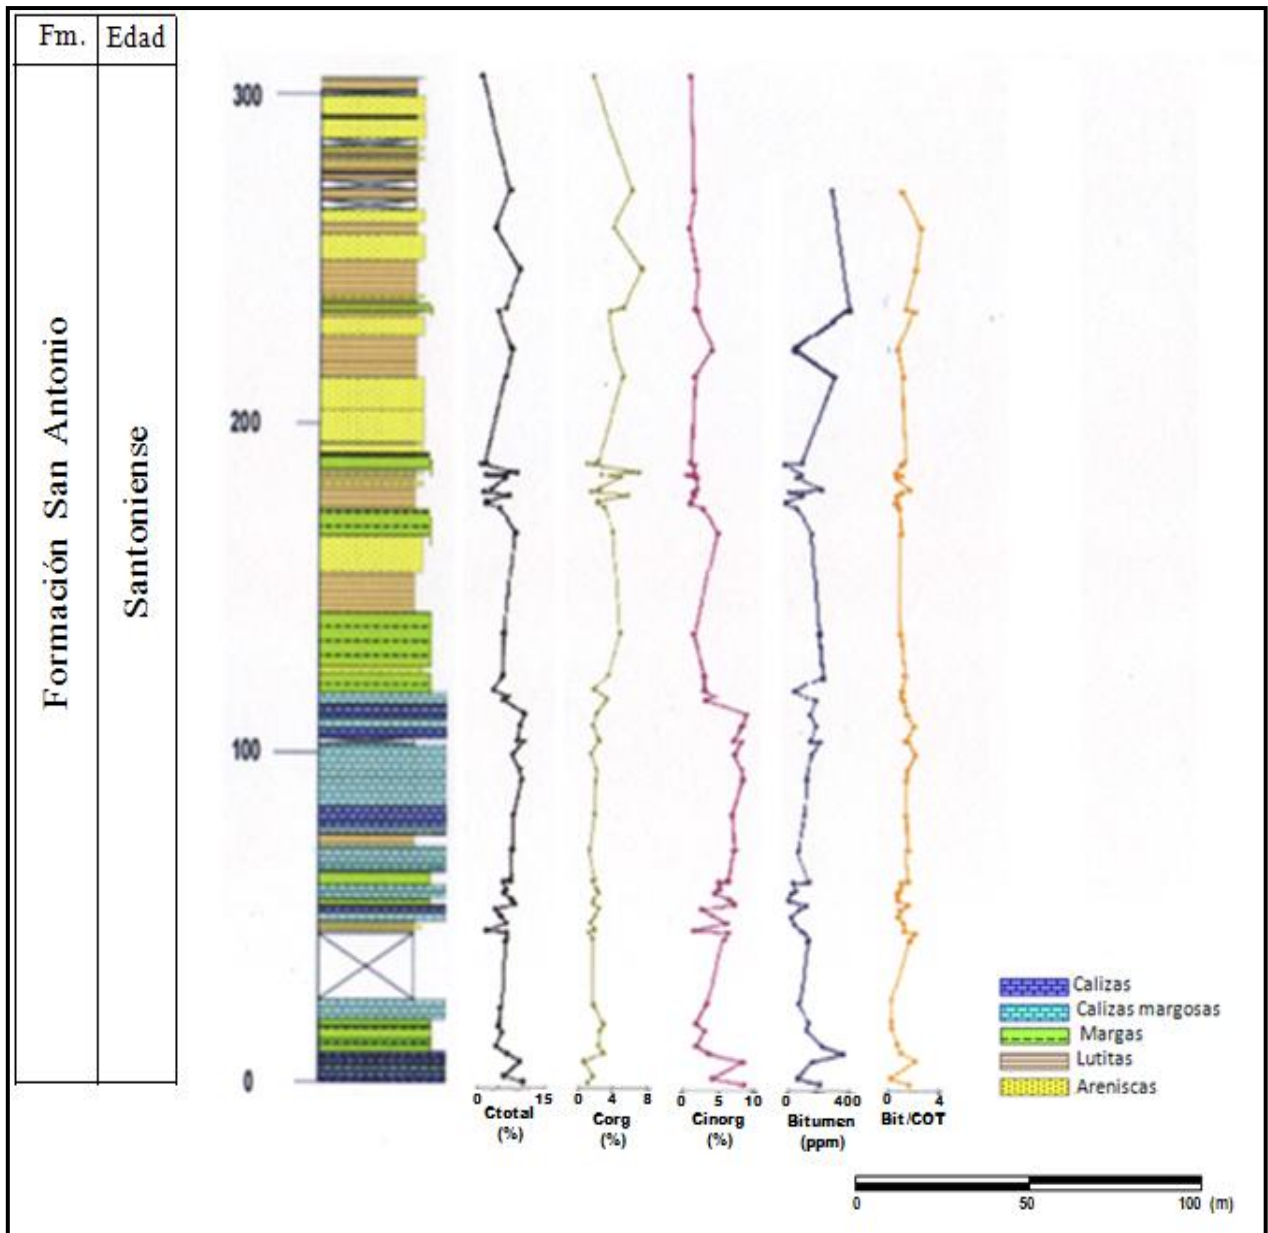 Fm. Edad
Formación San Antonio
Santoniense
300
200
100
0
0 15
Ctotal
(%)
0 4 8
Corg
(%)
0 5 10
Cinorg
(%)
0 400
Bitumen
(ppm)
0 4
Bit/COT
Calizas
Calizas margosas
Margas
Lutitas
Areniscas
0 50 100 (m)